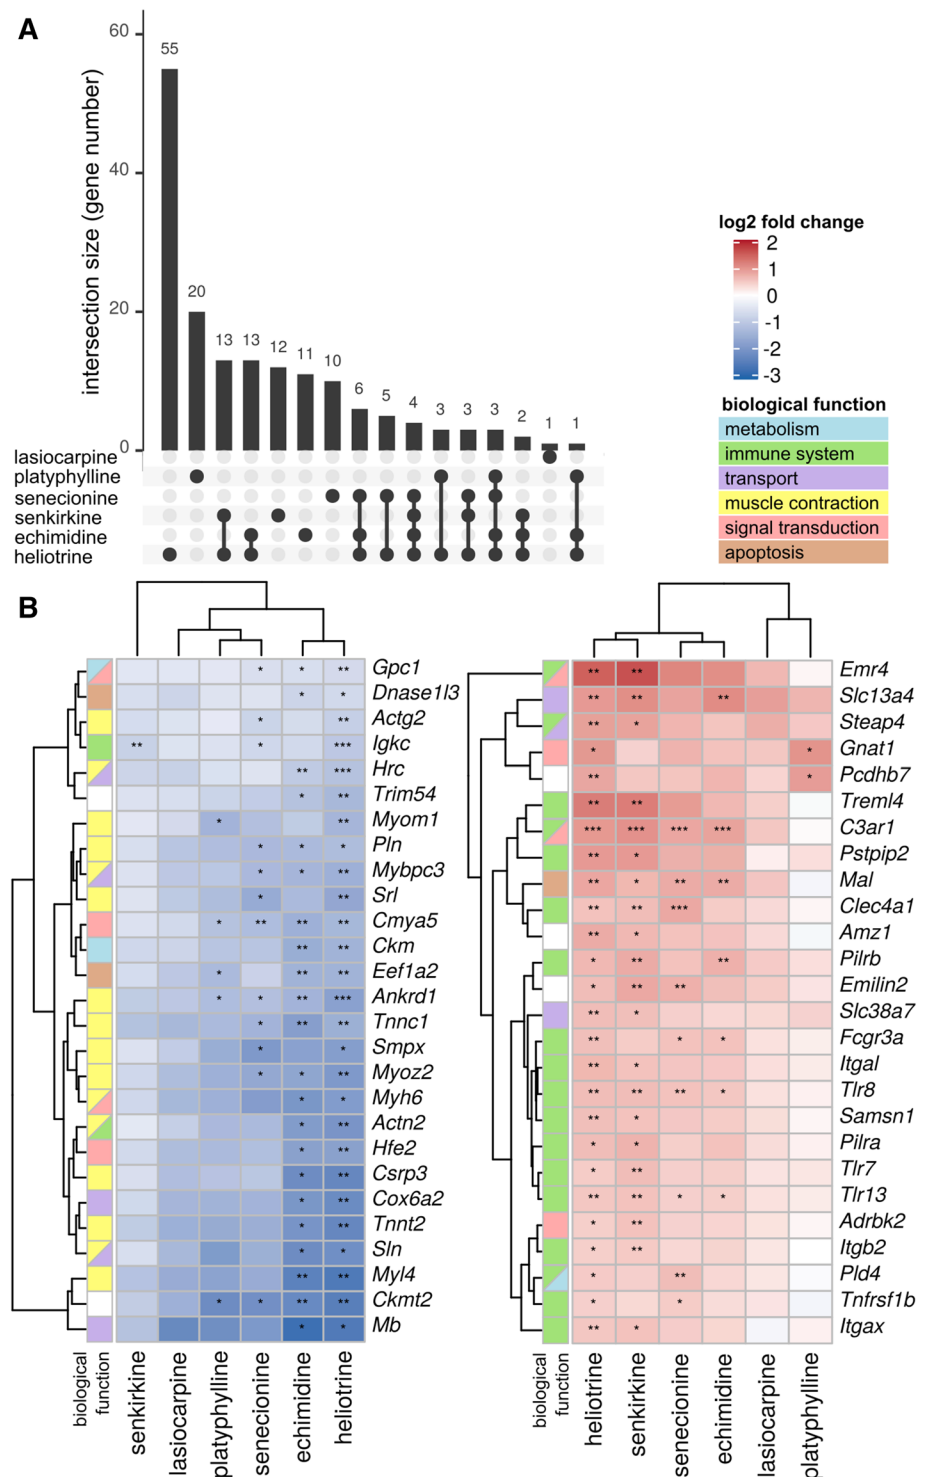 A
intersection size (gene number)
60
40
20
0
55
20
13
13
12
11
10
6
5
4
3
3
3
2
1
1
lasiocarpine
platyphylline
senecionine
senkirkine
echimidine
heliotrine
log2 fold change
2
1
0
-1
-2
-3
biological function
metabolism
immune system
transport
muscle contraction
signal transduction
apoptosis
B
* * ** Gpc1
* * Dnase1l3
* ** Actg2
** * *** Igkc
** *** Hrc
* ** Trim54
* ** Myom1
* * * Pln
* * ** Mybpc3
* ** Srl
* ** ** ** Cmya5
** ** Ckm
* ** ** Eef1a2
* * ** *** Ankrd1
* ** ** Tnnc1
* * Smpx
* * ** Myoz2
* * Myh6
* ** Actn2
* ** Hfe2
* ** Csrp3
* ** Cox6a2
* ** Tnnt2
* * Sln
** ** Myl4
* * ** ** Ckmt2
* * Mb
biological function
senkirkine
lasiocarpine
platyphylline
senecionine
echimidine
heliotrine
** ** Emr4
** ** ** Slc13a4
** * Steap4
* * Gnat1
** * Pcdhb7
** ** Treml4
*** *** *** *** C3ar1
** * Pstpip2
** * ** ** Mal
** ** *** Clec4a1
** * Amz1
* ** ** Pilrb
* ** ** Emilin2
** * Slc38a7
** * * Fcgr3a
** * Itgal
** ** ** * Tlr8
** * Samsn1
* * Pilra
* ** Tlr7
** ** * * Tlr13
* ** Adrbk2
* ** Itgb2
* ** Pld4
* * Tnfrsf1b
** * Itgax
biological function
heliotrine
senkirkine
senecionine
echimidine
lasiocarpine
platyphylline